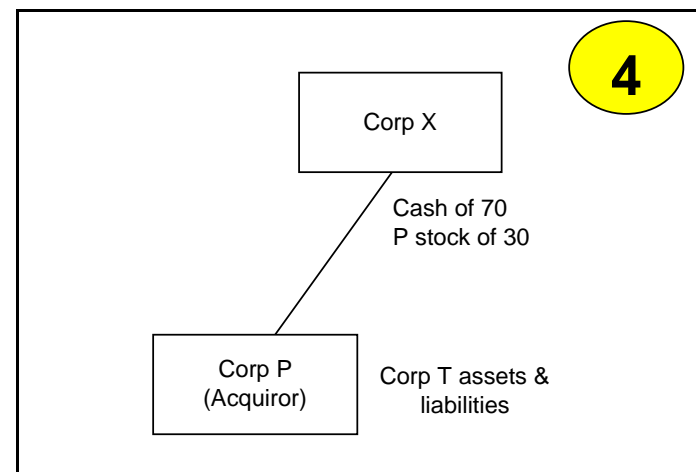 4
Corp X
Cash of 70
P stock of 30
Corp P
(Acquiror)
Corp T assets &
liabilities